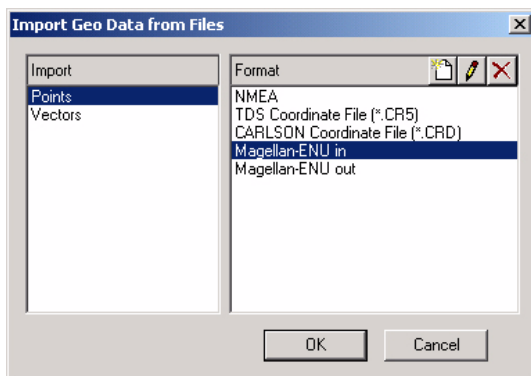 Import Geo Data from Files
Import
Points
Vectors
Format
NMEA
TDS Coordinate File (*.CR5)
CARLSON Coordinate File (*.CRD)
Magellan-ENU in
Magellan-ENU out
OK
Cancel